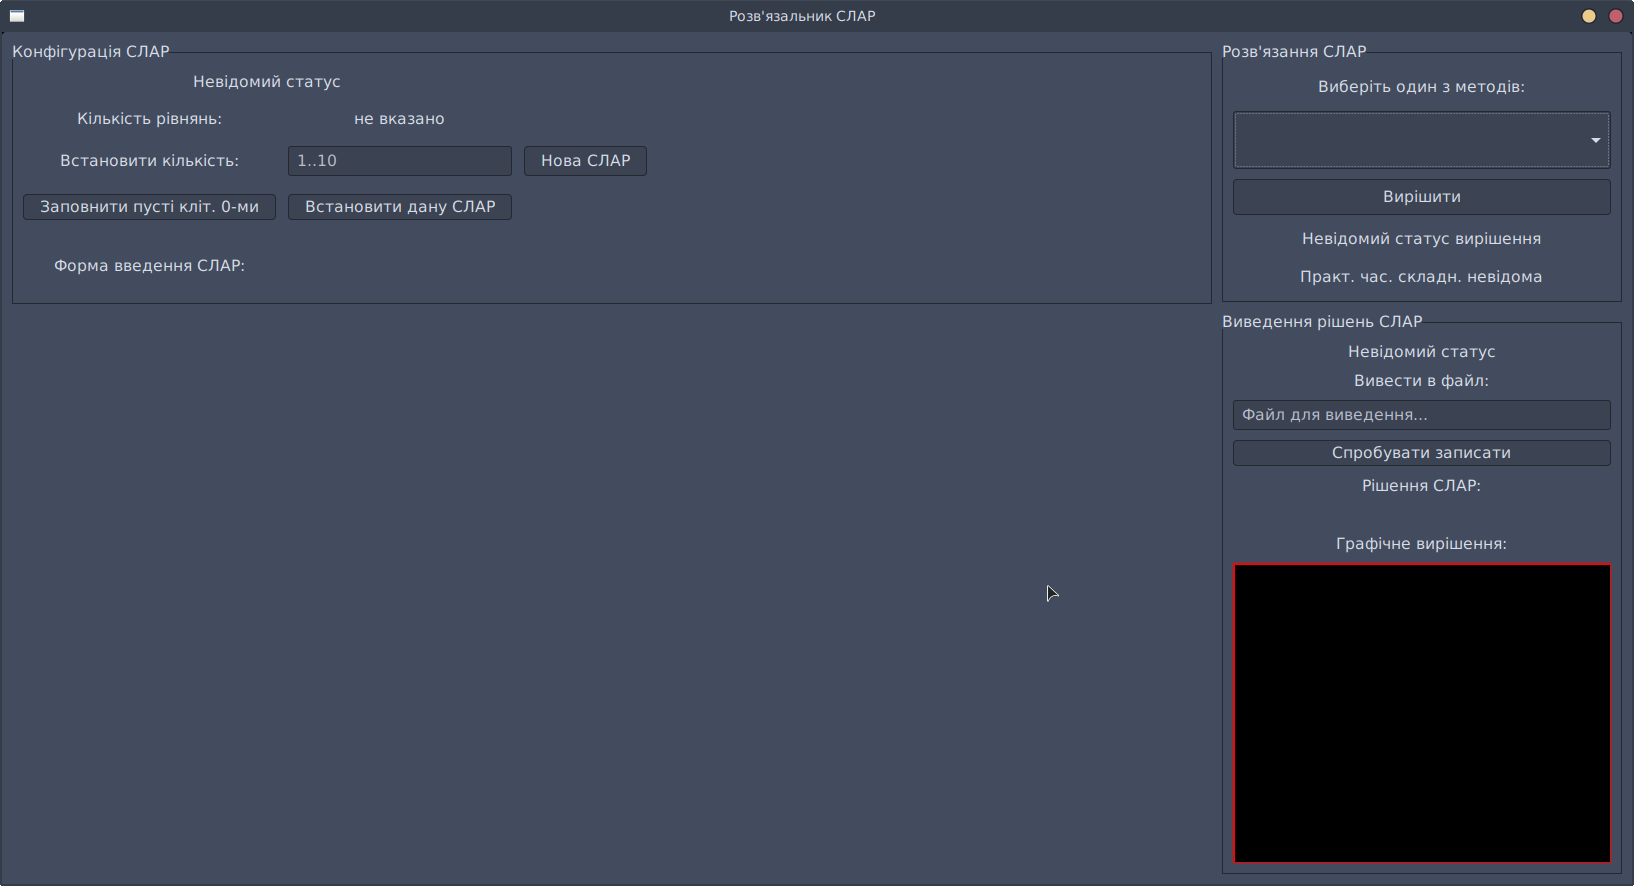 Розв'язальник СЛАР
Конфігурація СЛАР
Невідомий статус
Кількість рівнянь: не вказано
Встановити кількість: 1..10 Нова СЛАР
Заповнити пусті кліт. 0-ми Встановити дану СЛАР
Форма введення СЛАР:
Розв'язання СЛАР
Виберіть один з методів:
Вирішити
Невідомий статус вирішення
Практ. час. складн. невідома
Виведення рішень СЛАР
Невідомий статус
Вивести в файл:
Файл для виведення...
Спробувати записати
Рішення СЛАР:
Графічне вирішення: